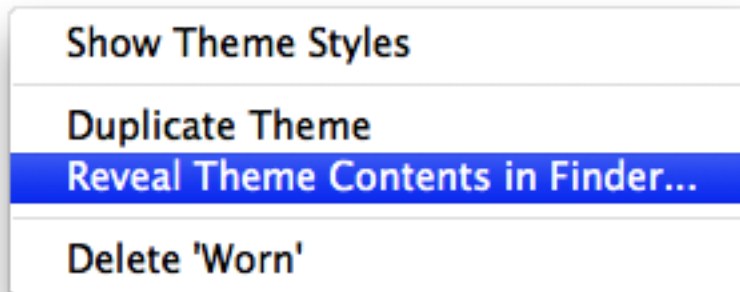 Show Theme Styles
Duplicate Theme
Reveal Theme Contents in Finder...
Delete 'Worn'